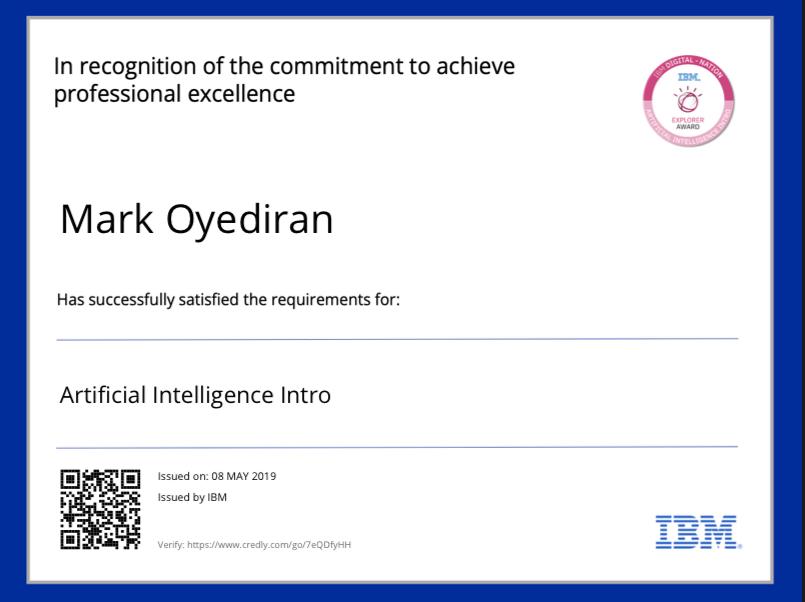 In recognition of the commitment to achieve
professional excellence
IBM DIGITAL - NATION
IBM.
EXPLORER
AWARD
ARTIFICIAL INTELLIGENCE INTRO
Mark Oyediran
Has successfully satisfied the requirements for:
Artificial Intelligence Intro
Issued on: 08 MAY 2019
Issued by IBM
Verify: https://www.credly.com/go/7eQDfyHH
IBM®